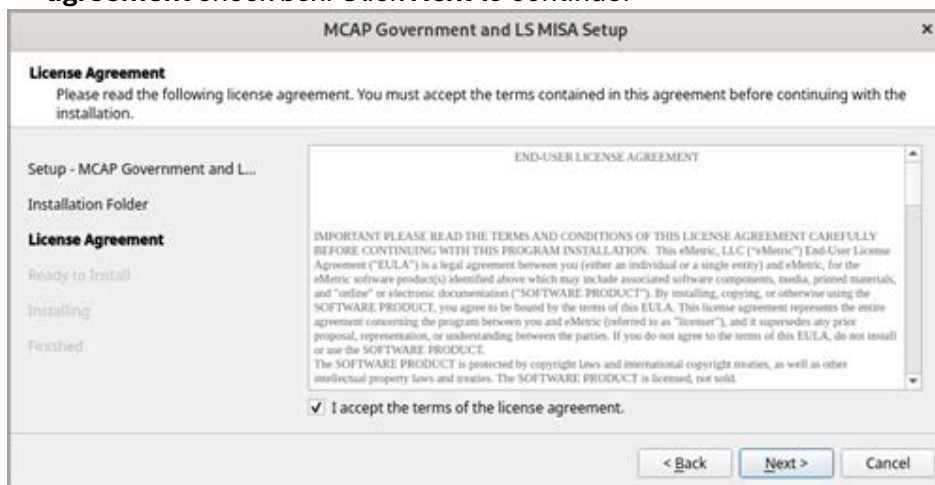 MCAP Government and LS MISA Setup
License Agreement
Please read the following license agreement. You must accept the terms contained in this agreement before continuing with the
installation.
Setup - MCAP Government and L...
Installation Folder
License Agreement
Ready to Install
Installing
Finished
END-USER LICENSE AGREEMENT
IMPORTANT PLEASE READ THE TERMS AND CONDITIONS OF THIS LICENSE AGREEMENT CAREFULLY
BEFORE CONTINUING WITH THIS PROGRAM INSTALLATION. This eMetric, LLC ("eMetric") End-User License
Agreement ("EULA") is a legal agreement between you (either an individual or a single entity) and eMetric, for the
eMetric software product(s) identified above which may include associated software components, media, printed materials,
and "online" or electronic documentation ("SOFTWARE PRODUCT"). By installing, copying, or otherwise using the
SOFTWARE PRODUCT, you agree to be bound by the terms of this EULA. This license agreement represents the entire
agreement concerning the program between you and eMetric (referred to as "licenser"), and it supersedes any prior
proposal, representation, or understanding between the parties. If you do not agree to the terms of this EULA, do not install
or use the SOFTWARE PRODUCT.
The SOFTWARE PRODUCT is protected by copyright laws and international copyright treaties, as well as other
intellectual property laws and treaties. The SOFTWARE PRODUCT is licensed, not sold.
I accept the terms of the license agreement.
< Back Next > Cancel